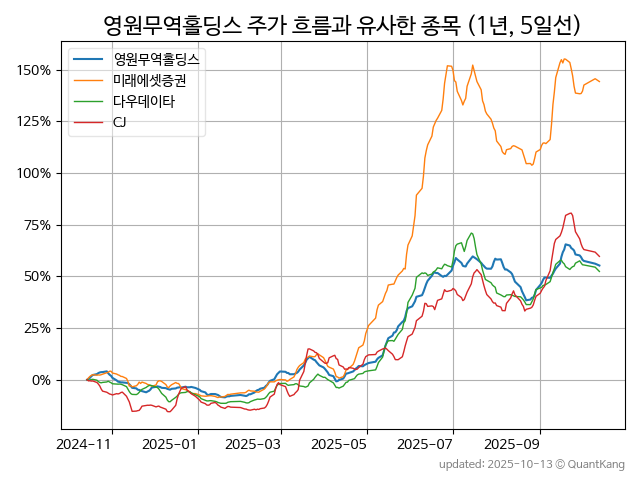 영원무역홀딩스 주가 흐름과 유사한 종목 (1년, 5일선)
영원무역홀딩스
미래에셋증권
다우데이타
CJ
150%
125%
100%
75%
50%
25%
0%
2024-11 2025-01 2025-03 2025-05 2025-07 2025-09
updated: 2025-10-13 © QuantKang